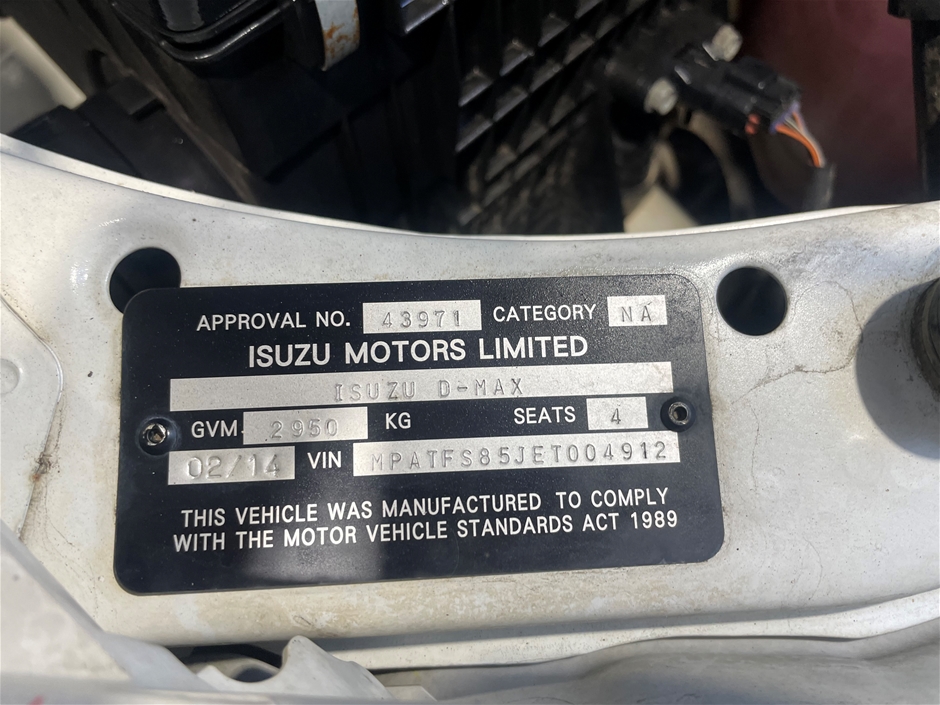 APPROVAL NO. 43971 CATEGORY NA
ISUZU MOTORS LIMITED
ISUZU D-MAX
GVM 2950 KG SEATS 4
02/14 VIN MPATFS85JET004912
THIS VEHICLE WAS MANUFACTURED TO COMPLY
WITH THE MOTOR VEHICLE STANDARDS ACT 1989